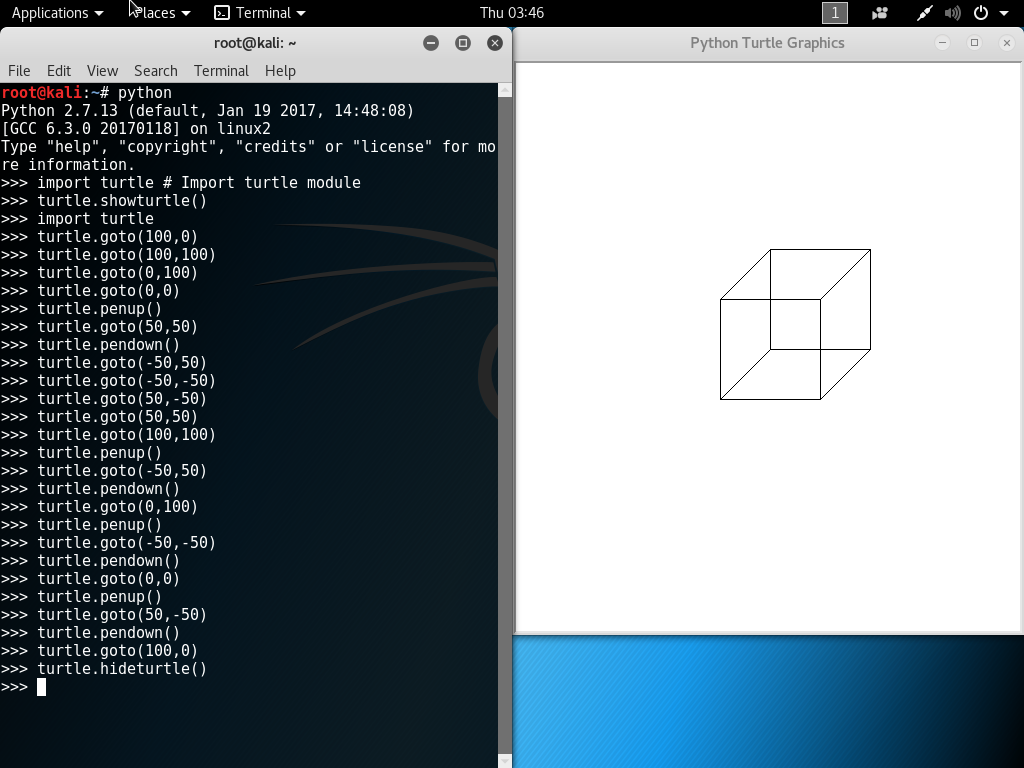 Applications Places Terminal Thu 03:46 1
root@kali: ~
File Edit View Search Terminal Help
root@kali:~# python
Python 2.7.13 (default, Jan 19 2017, 14:48:08)
[GCC 6.3.0 20170118] on linux2
Type "help", "copyright", "credits" or "license" for mo
re information.
>>> import turtle # Import turtle module
>>> turtle.showturtle()
>>> import turtle
>>> turtle.goto(100,0)
>>> turtle.goto(100,100)
>>> turtle.goto(0,100)
>>> turtle.goto(0,0)
>>> turtle.penup()
>>> turtle.goto(50,50)
>>> turtle.pendown()
>>> turtle.goto(-50,50)
>>> turtle.goto(-50,-50)
>>> turtle.goto(50,-50)
>>> turtle.goto(50,50)
>>> turtle.goto(100,100)
>>> turtle.penup()
>>> turtle.goto(-50,50)
>>> turtle.pendown()
>>> turtle.goto(0,100)
>>> turtle.penup()
>>> turtle.goto(-50,-50)
>>> turtle.pendown()
>>> turtle.goto(0,0)
>>> turtle.penup()
>>> turtle.goto(50,-50)
>>> turtle.pendown()
>>> turtle.goto(100,0)
>>> turtle.hideturtle()
>>>
Python Turtle Graphics